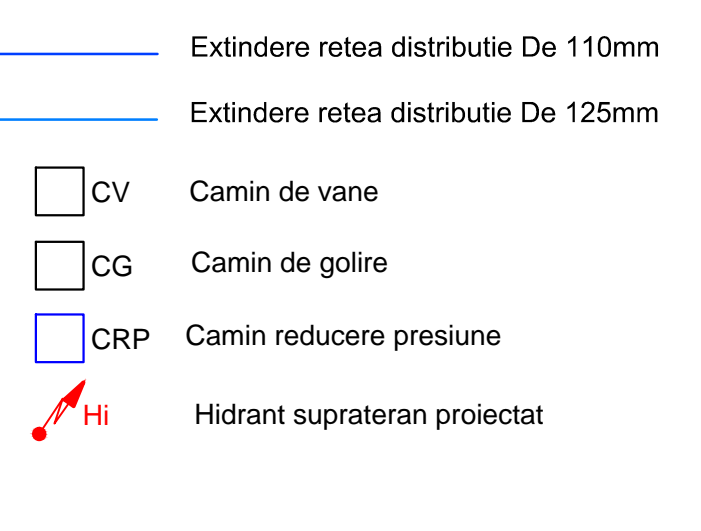 Extindere retea distributie De 110mm
Extindere retea distributie De 125mm
CV Camin de vane
CG Camin de golire
CRP Camin reducere presiune
Hi Hidrant suprateran proiectat